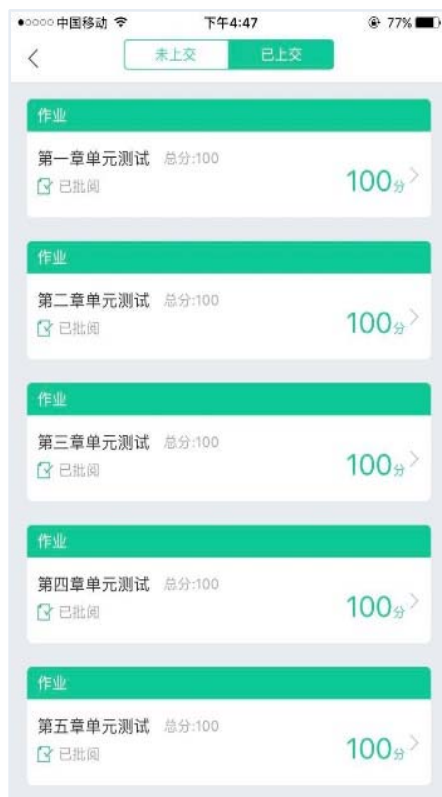 中国移动 下午4:47 77%
未上交 已上交
作业
第一章单元测试 总分:100
已批阅
100分
作业
第二章单元测试 总分:100
已批阅
100分
作业
第三章单元测试 总分:100
已批阅
100分
作业
第四章单元测试 总分:100
已批阅
100分
作业
第五章单元测试 总分:100
已批阅
100分